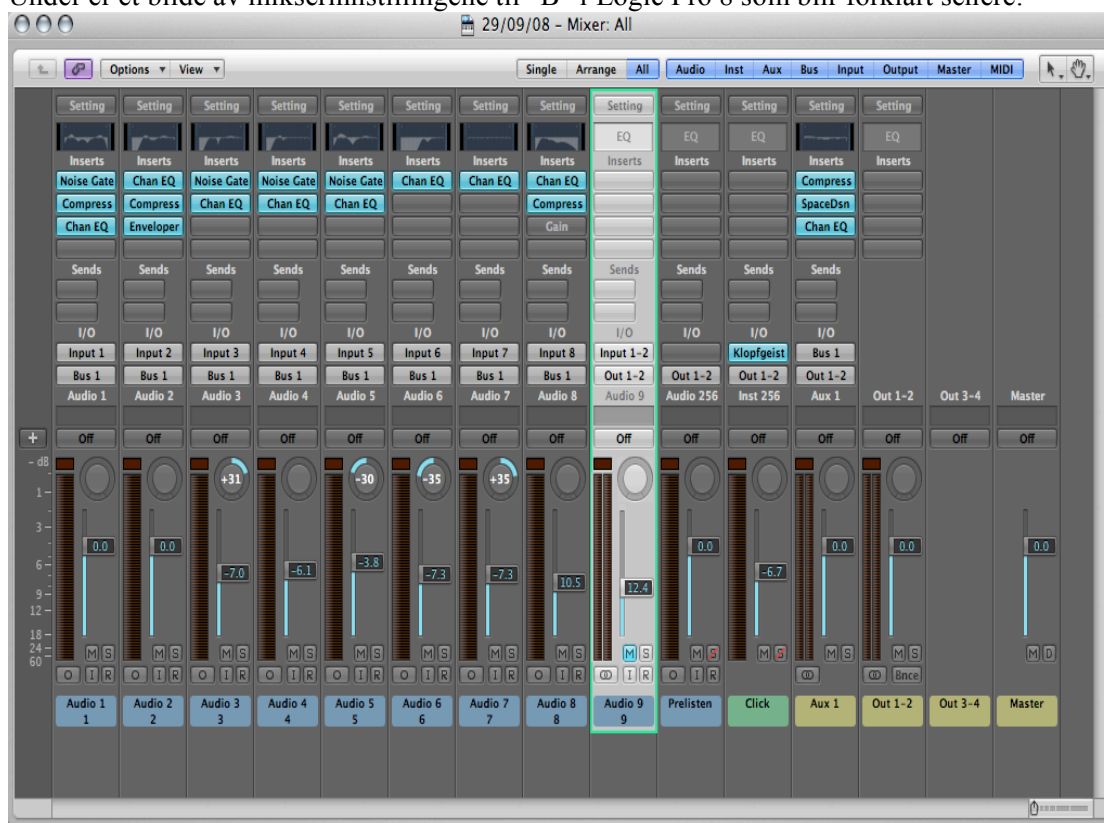 Under er et bilde av mikserinnstillingene til "B" i Logic Pro 8 som blir forklart senere.
29/09/08 - Mixer: All
Options View Single Arrange All Audio Inst Aux Bus Input Output Master MIDI
Setting Setting Setting Setting Setting Setting Setting Setting Setting Setting Setting Setting Setting
EQ EQ EQ EQ
Inserts Inserts Inserts Inserts Inserts Inserts Inserts Inserts Inserts Inserts Inserts Inserts Inserts
Noise Gate Chan EQ Noise Gate Noise Gate Noise Gate Chan EQ Chan EQ Chan EQ Compress
Compress Compress Chan EQ Chan EQ Chan EQ Compress SpaceDsn
Chan EQ Enveloper Gain Chan EQ
Sends Sends Sends Sends Sends Sends Sends Sends Sends Sends Sends Sends
I/O I/O I/O I/O I/O I/O I/O I/O I/O I/O I/O I/O
Input 1 Input 2 Input 3 Input 4 Input 5 Input 6 Input 7 Input 8 Input 1-2 Klopfgeist Bus 1
Bus 1 Bus 1 Bus 1 Bus 1 Bus 1 Bus 1 Bus 1 Bus 1 Out 1-2 Out 1-2 Out 1-2 Out 1-2
Audio 1 Audio 2 Audio 3 Audio 4 Audio 5 Audio 6 Audio 7 Audio 8 Audio 9 Audio 256 Inst 256 Aux 1 Out 1-2 Out 3-4 Master
+ Off Off Off Off Off Off Off Off Off Off Off Off Off Off Off
- dB
+31 -30 -35 +35
1
3
0.0 0.0 0.0 0.0 0.0 0.0
6 -7.0 -6.1 -3.8 -7.3 -7.3 -6.7
9 10.5 12.4
12
18
24 M S M S M S M S M S M S M S M S M S M S M S M S M S M D
60
O I R O I R O I R O I R O I R O I R O I R O I R I R O I R O I R Bnce
Audio 1 Audio 2 Audio 3 Audio 4 Audio 5 Audio 6 Audio 7 Audio 8 Audio 9 Prelisten Click Aux 1 Out 1-2 Out 3-4 Master
1 2 3 4 5 6 7 8 9